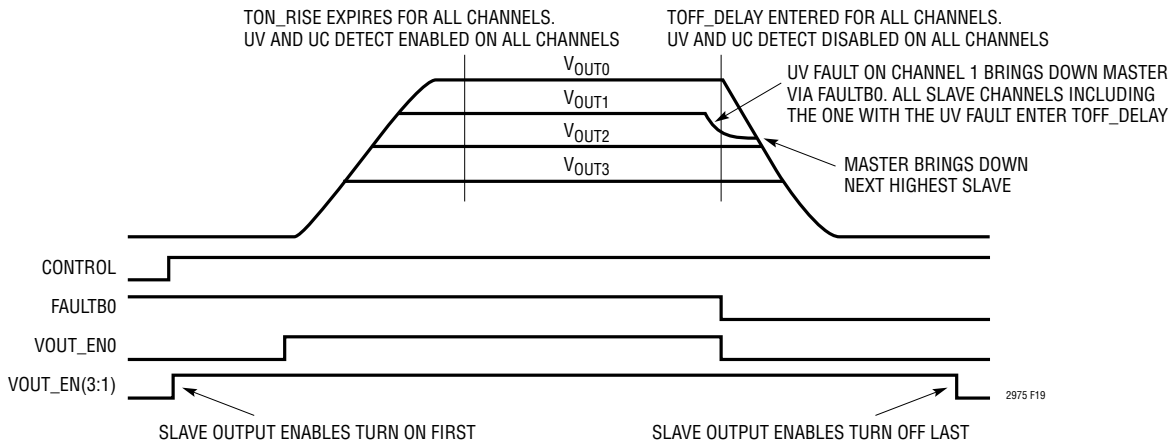 TON_RISE EXPIRES FOR ALL CHANNELS.
UV AND UC DETECT ENABLED ON ALL CHANNELS
TOFF_DELAY ENTERED FOR ALL CHANNELS.
UV AND UC DETECT DISABLED ON ALL CHANNELS
VOUT0
VOUT1
VOUT2
VOUT3
UV FAULT ON CHANNEL 1 BRINGS DOWN MASTER
VIA FAULTB0. ALL SLAVE CHANNELS INCLUDING
THE ONE WITH THE UV FAULT ENTER TOFF_DELAY
MASTER BRINGS DOWN
NEXT HIGHEST SLAVE
CONTROL
FAULTB0
VOUT_EN0
VOUT_EN(3:1)
2975 F19
SLAVE OUTPUT ENABLES TURN ON FIRST
SLAVE OUTPUT ENABLES TURN OFF LAST